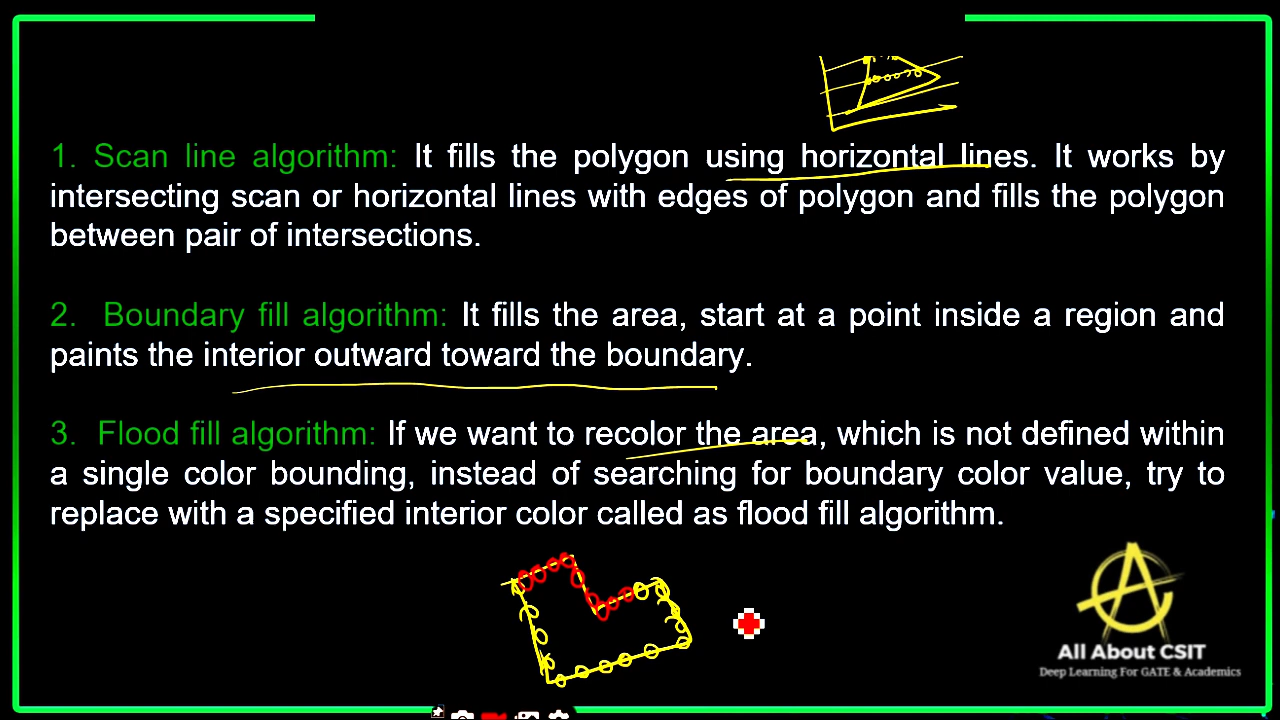 1. Scan line algorithm: It fills the polygon using horizontal lines. It works by
intersecting scan or horizontal lines with edges of polygon and fills the polygon
between pair of intersections.
2. Boundary fill algorithm: It fills the area, start at a point inside a region and
paints the interior outward toward the boundary.
3. Flood fill algorithm: If we want to recolor the area, which is not defined within
a single color bounding, instead of searching for boundary color value, try to
replace with a specified interior color called as flood fill algorithm.
All About CSIT
Deep Learning For GATE & Academics